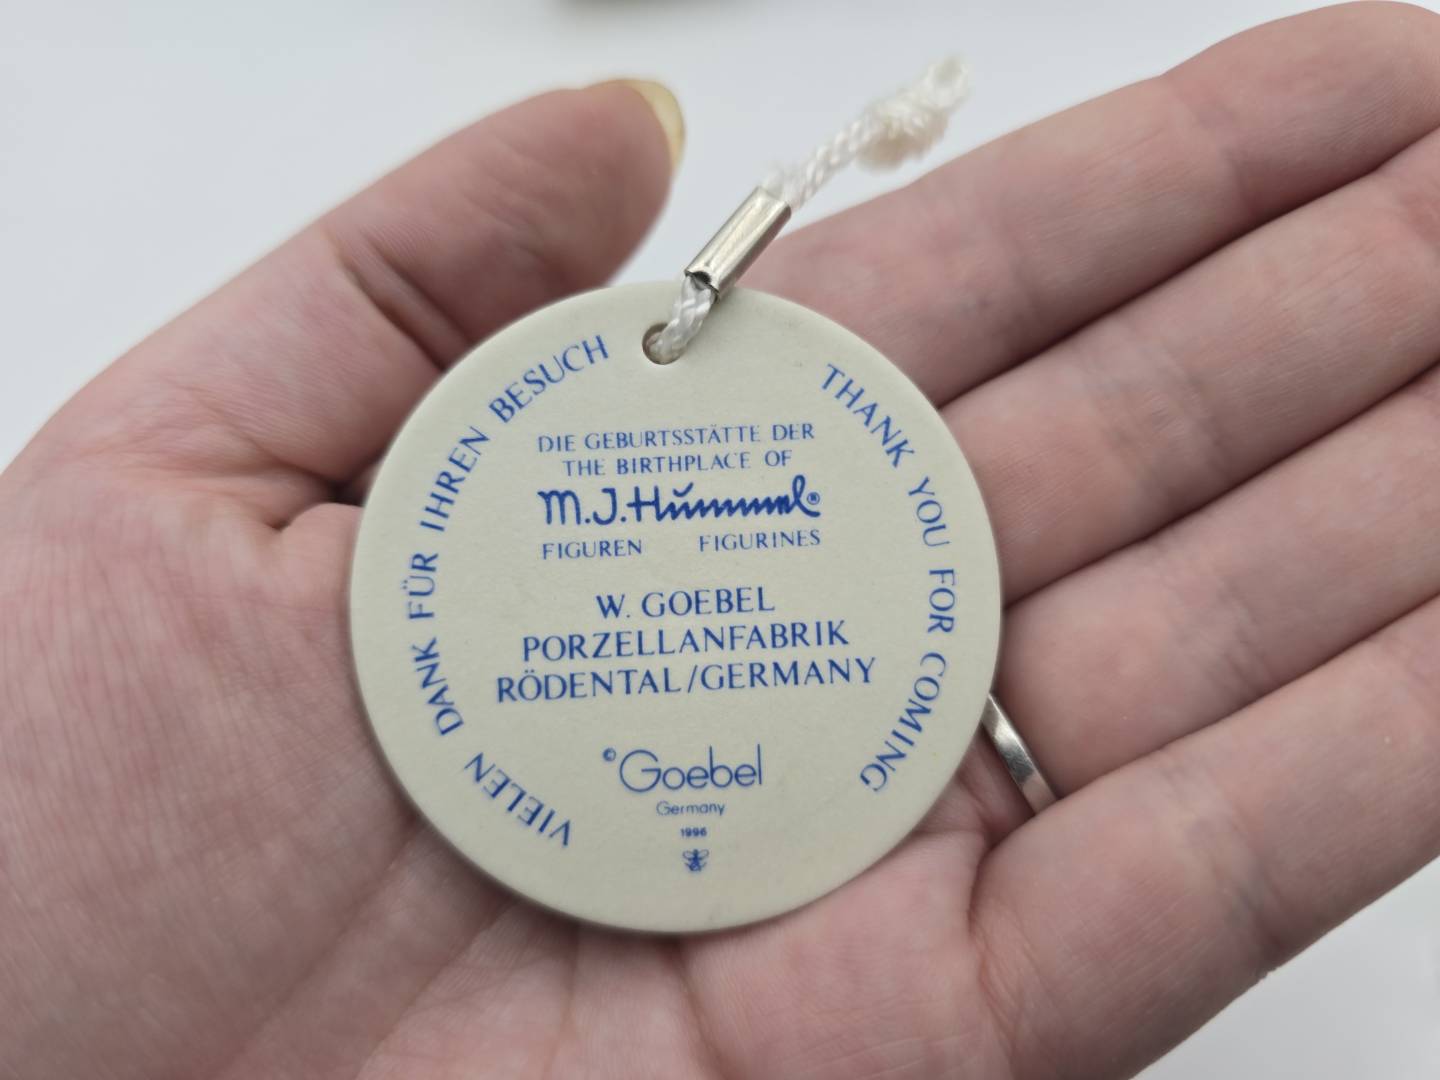 VIELEN DANK FÜR IHREN BESUCH
THANK YOU FOR COMING
DIE GEBURTSSTÄTTE DER
THE BIRTHPLACE OF
M.J.Hummel®
FIGUREN FIGURINES
W. GOEBEL
PORZELLANFABRIK
RÖDENTAL/GERMANY
©Goebel
Germany
1996